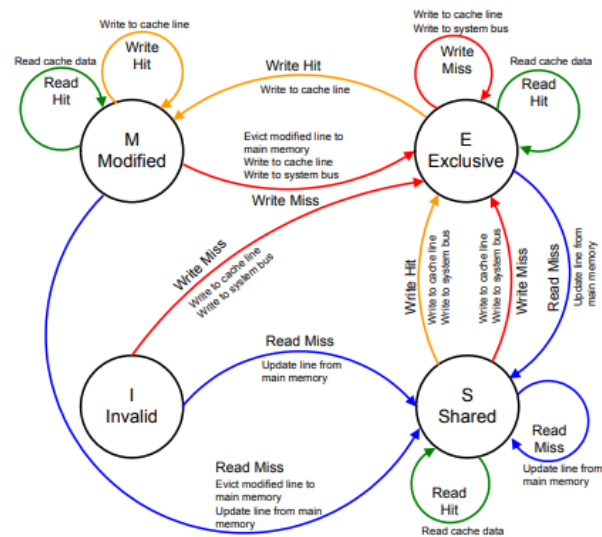 Write to cache line
Write
Hit
Read cache data
Read
Hit
M
Modified
Write Hit
Write to cache line
Write to cache line
Write to system bus
Write
Miss
Read cache data
Read
Hit
E
Exclusive
Evict modified line to
main memory
Write to cache line
Write to system bus
Write Miss
Write Miss
Write to cache line
Write to system bus
Write Hit
Write to cache line
Write to system bus
Write to cache line
Write to system bus
Write Miss
Read Miss
Update line from
main memory
I
Invalid
Read Miss
Update line from
main memory
S
Shared
Read
Miss
Update line from
main memory
Read Miss
Evict modified line to
main memory
Update line from main
memory
Read
Hit
Read cache data